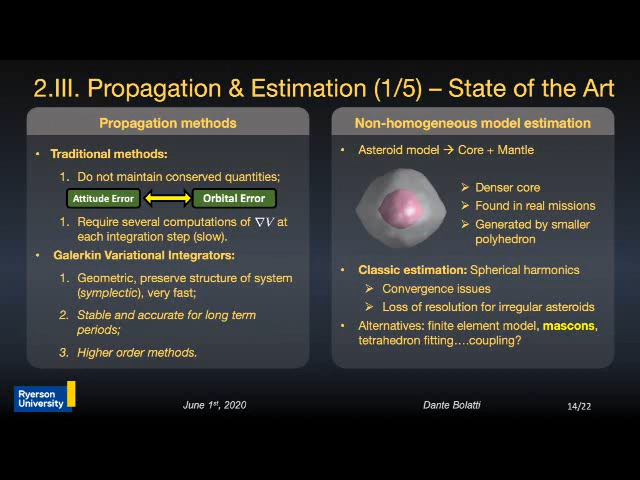 2.III. Propagation & Estimation (1/5) – State of the Art
Propagation methods
• Traditional methods:
1. Do not maintain conserved quantities;
Attitude Error
Orbital Error
1. Require several computations of ∇V at
each integration step (slow).
• Galerkin Variational Integrators:
1. Geometric, preserve structure of system
(symplectic), very fast;
2. Stable and accurate for long term
periods;
3. Higher order methods.
Non-homogeneous model estimation
• Asteroid model → Core + Mantle
➢ Denser core
➢ Found in real missions
➢ Generated by smaller
polyhedron
• Classic estimation: Spherical harmonics
➢ Convergence issues
➢ Loss of resolution for irregular asteroids
• Alternatives: finite element model, mascons,
tetrahedron fitting….coupling?
Ryerson
University
June 1st, 2020
Dante Bolatti
14/22